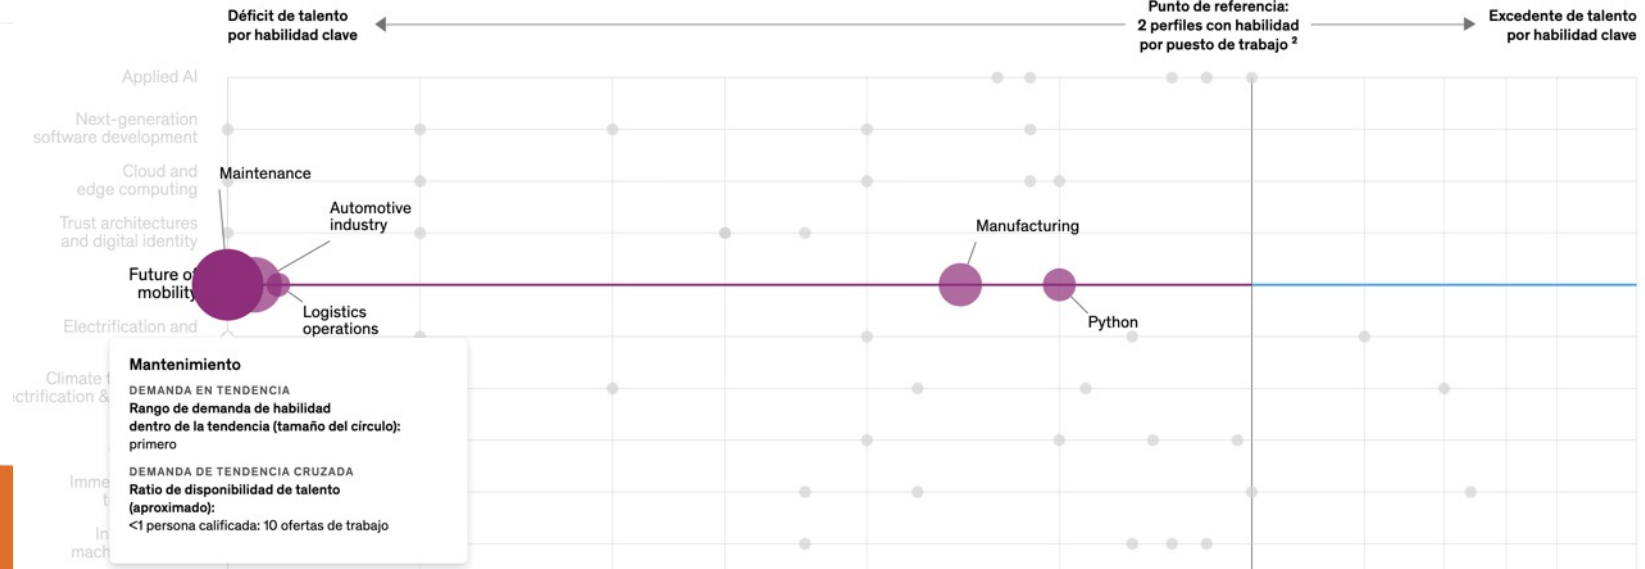 Déficit de talento
por habilidad clave
Punto de referencia:
2 perfiles con habilidad
por puesto de trabajo ²
Excedente de talento
por habilidad clave
Applied AI
Next-generation
software development
Cloud and
edge computing
Maintenance
Trust architectures
and digital identity
Automotive
industry
Manufacturing
Future of
mobility
Logistics
operations
Python
Electrification and
Climate
&
Mantenimiento
DEMANDA EN TENDENCIA
Rango de demanda de habilidad
dentro de la tendencia (tamaño del círculo):
primero
DEMANDA DE TENDENCIA CRUZADA
Ratio de disponibilidad de talento
(aproximado):
<1 persona calificada: 10 ofertas de trabajo